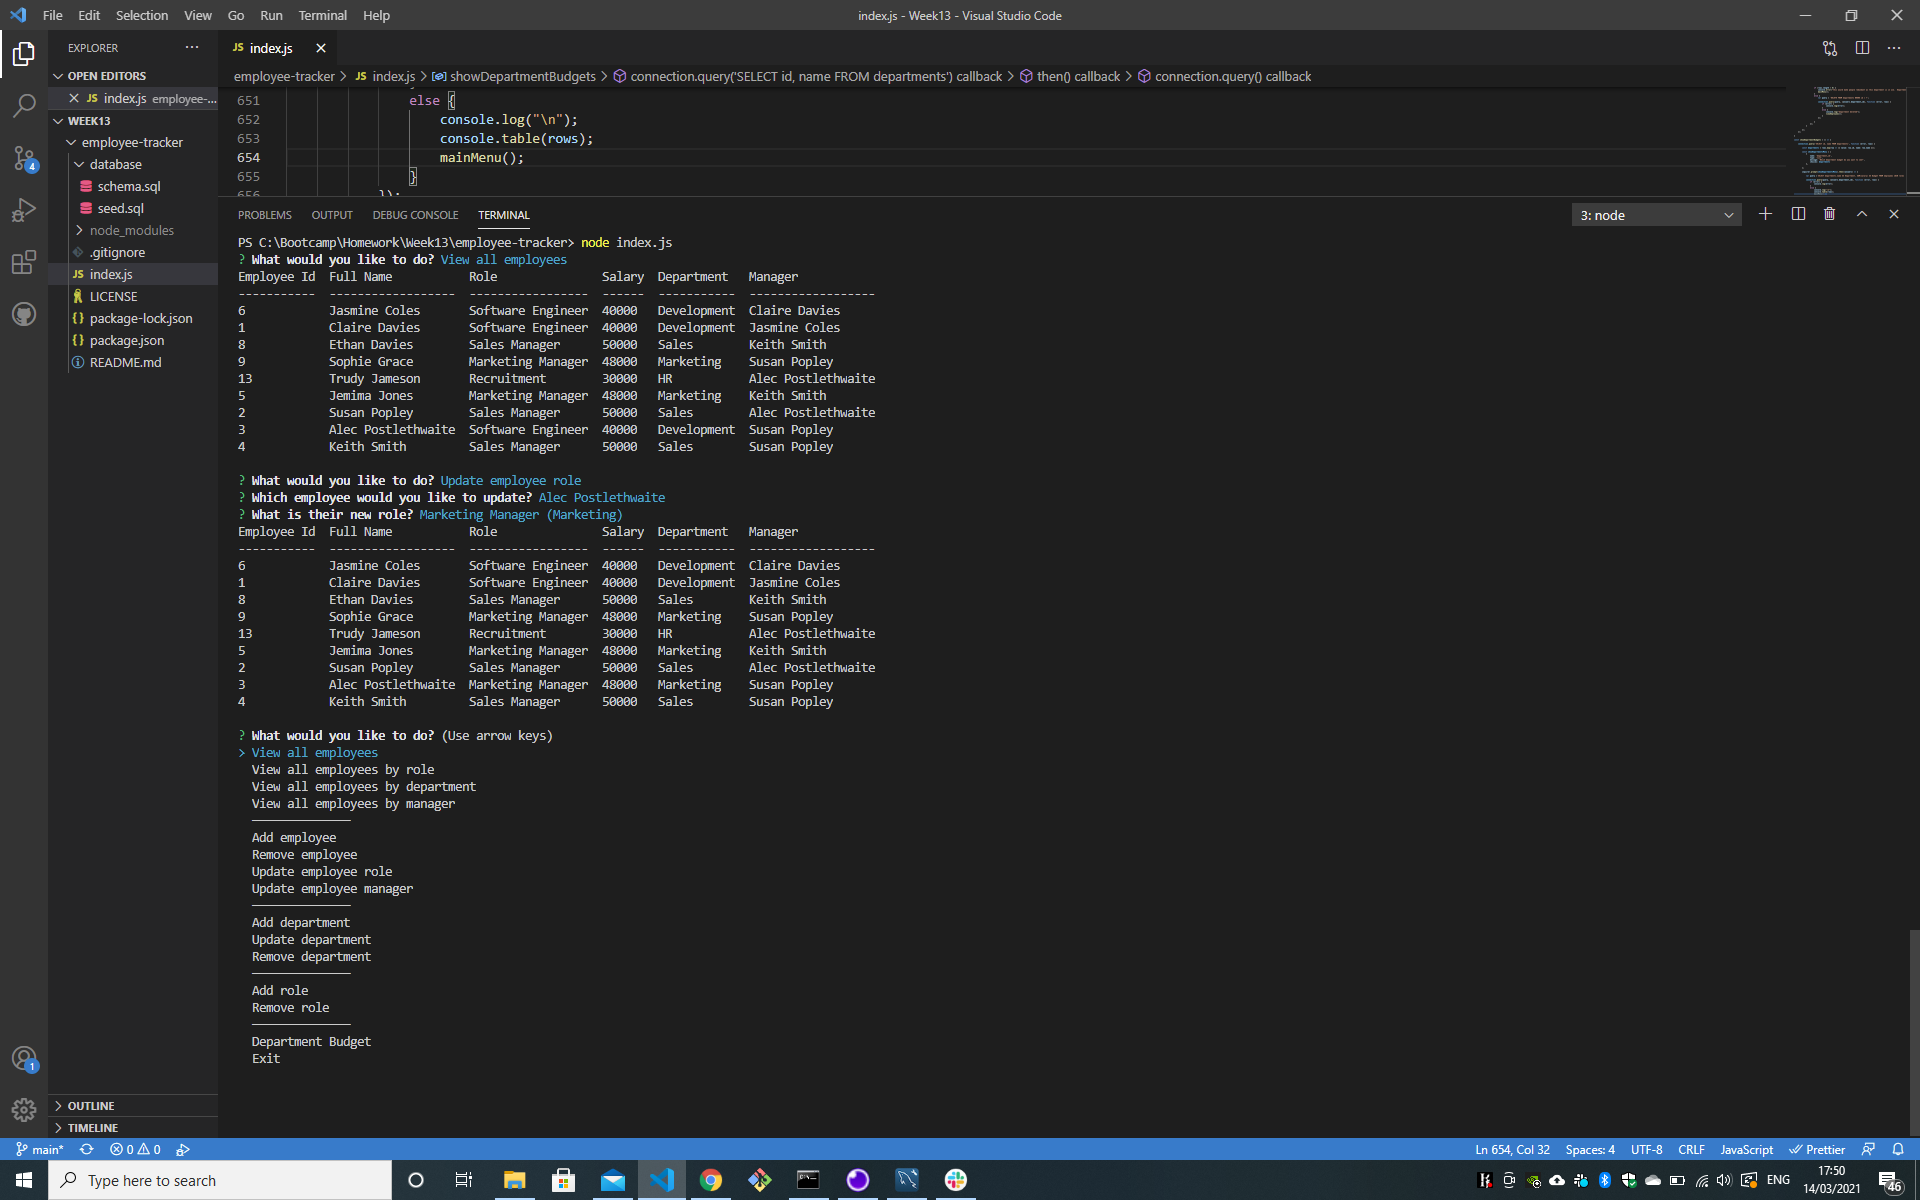 File Edit Selection View Go Run Terminal Help
index.js - Week13 - Visual Studio Code
EXPLORER
OPEN EDITORS
JS index.js employee-...
WEEK13
employee-tracker
database
schema.sql
seed.sql
node_modules
.gitignore
JS index.js
LICENSE
{} package-lock.json
{} package.json
README.md
OUTLINE
TIMELINE
4
1
JS index.js
employee-tracker > JS index.js > showDepartmentBudgets > connection.query('SELECT id, name FROM departments') callback > then() callback > connection.query() callback
651 else {
652 console.log("\n");
653 console.table(rows);
654 mainMenu();
655 }
656 });
PROBLEMS OUTPUT DEBUG CONSOLE TERMINAL
3: node
PS C:\Bootcamp\Homework\Week13\employee-tracker> node index.js
? What would you like to do? View all employees
Employee Id  Full Name           Role               Salary  Department   Manager
-----------  ------------------  -----------------  ------  -----------  ------------------
6            Jasmine Coles       Software Engineer  40000   Development  Claire Davies
1            Claire Davies       Software Engineer  40000   Development  Jasmine Coles
8            Ethan Davies        Sales Manager      50000   Sales        Keith Smith
9            Sophie Grace        Marketing Manager  48000   Marketing    Susan Popley
13           Trudy Jameson       Recruitment        30000   HR           Alec Postlethwaite
5            Jemima Jones        Marketing Manager  48000   Marketing    Keith Smith
2            Susan Popley        Sales Manager      50000   Sales        Alec Postlethwaite
3            Alec Postlethwaite  Software Engineer  40000   Development  Susan Popley
4            Keith Smith         Sales Manager      50000   Sales        Susan Popley
? What would you like to do? Update employee role
? Which employee would you like to update? Alec Postlethwaite
? What is their new role? Marketing Manager (Marketing)
Employee Id  Full Name           Role               Salary  Department   Manager
-----------  ------------------  -----------------  ------  -----------  ------------------
6            Jasmine Coles       Software Engineer  40000   Development  Claire Davies
1            Claire Davies       Software Engineer  40000   Development  Jasmine Coles
8            Ethan Davies        Sales Manager      50000   Sales        Keith Smith
9            Sophie Grace        Marketing Manager  48000   Marketing    Susan Popley
13           Trudy Jameson       Recruitment        30000   HR           Alec Postlethwaite
5            Jemima Jones        Marketing Manager  48000   Marketing    Keith Smith
2            Susan Popley        Sales Manager      50000   Sales        Alec Postlethwaite
3            Alec Postlethwaite  Marketing Manager  48000   Marketing    Susan Popley
4            Keith Smith         Sales Manager      50000   Sales        Susan Popley
? What would you like to do? (Use arrow keys)
> View all employees
View all employees by role
View all employees by department
View all employees by manager
Add employee
Remove employee
Update employee role
Update employee manager
Add department
Update department
Remove department
Add role
Remove role
Department Budget
Exit
main* 0 0
Ln 654, Col 32 Spaces: 4 UTF-8 CRLF JavaScript Prettier
Type here to search
ENG
17:50
14/03/2021
46